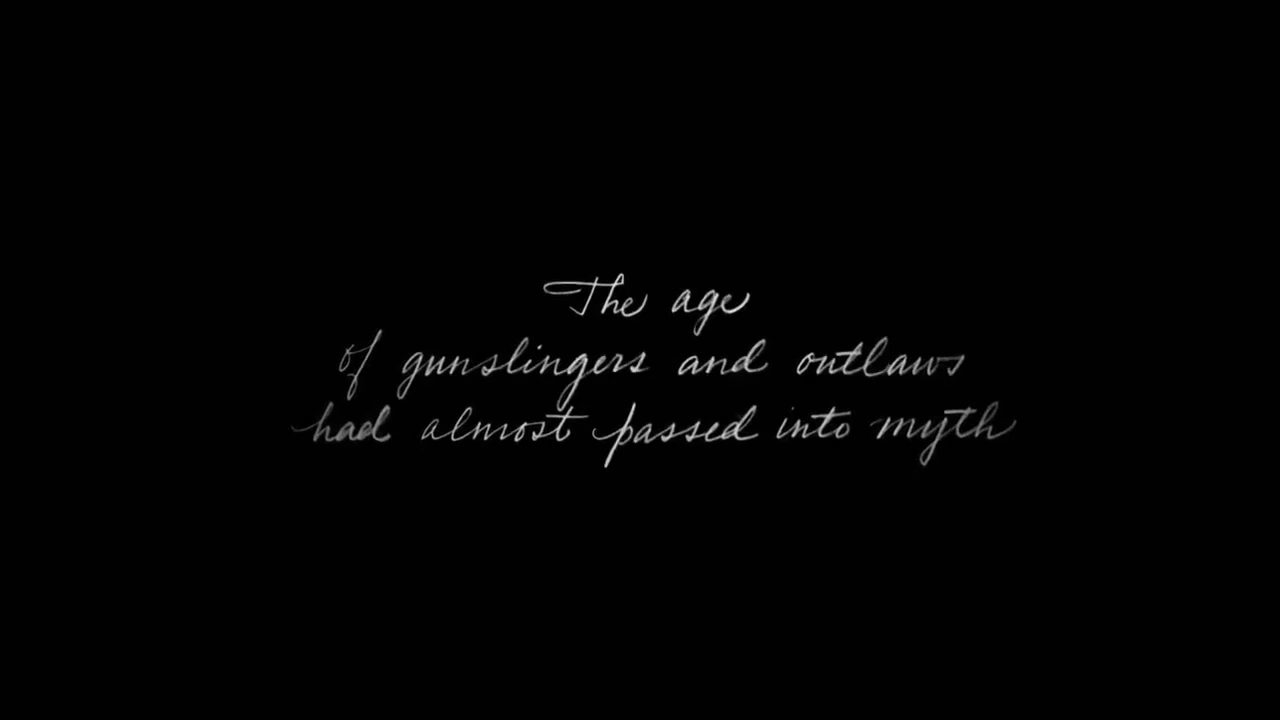 The age
of gunslingers and outlaws
had almost passed into myth